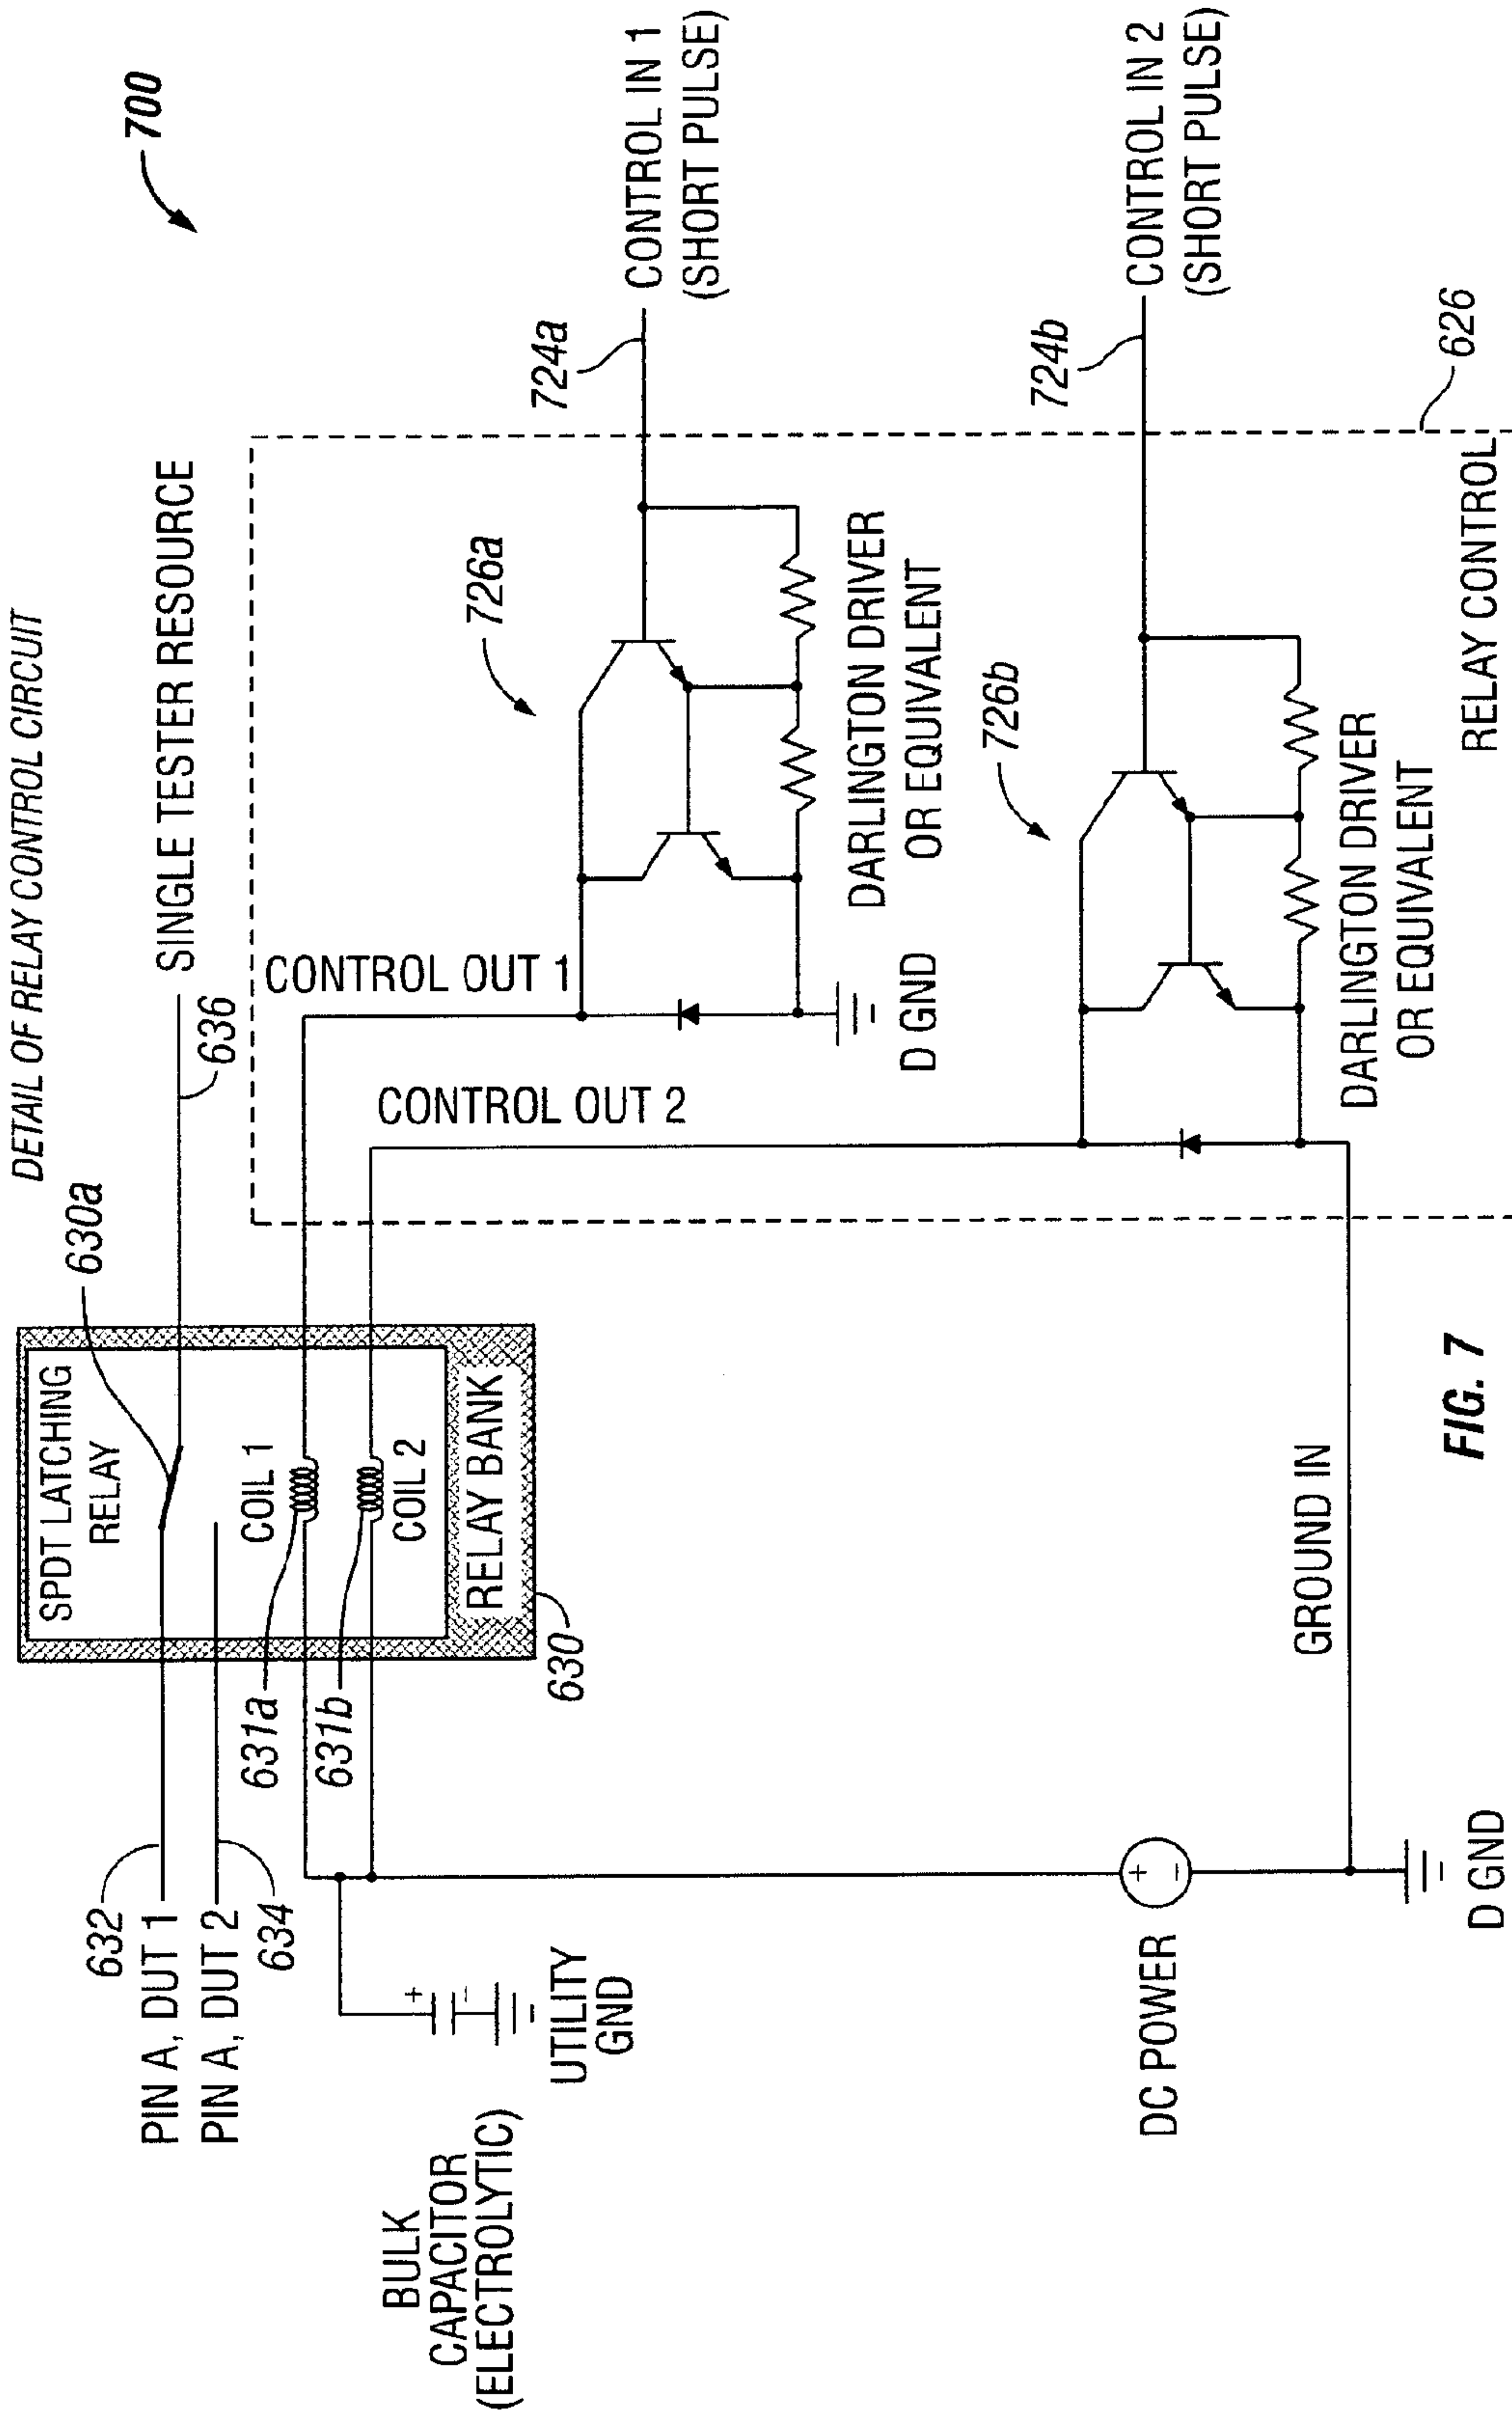 DETAIL OF RELAY CONTROL CIRCUIT
700
SINGLE TESTER RESOURCE
636
630a
SPDT LATCHING
RELAY
COIL 1
COIL 2
RELAY BANK
630
631a
631b
632
PIN A, DUT 1
PIN A, DUT 2
634
CONTROL OUT 1
CONTROL OUT 2
726a
724a
CONTROL IN 1
(SHORT PULSE)
DARLINGTON DRIVER
OR EQUIVALENT
D GND
726b
724b
CONTROL IN 2
(SHORT PULSE)
DARLINGTON DRIVER
OR EQUIVALENT
RELAY CONTROL
626
BULK
CAPACITOR
(ELECTROLYTIC)
+
-
UTILITY
GND
DC POWER
+
-
GROUND IN
D GND
FIG. 7